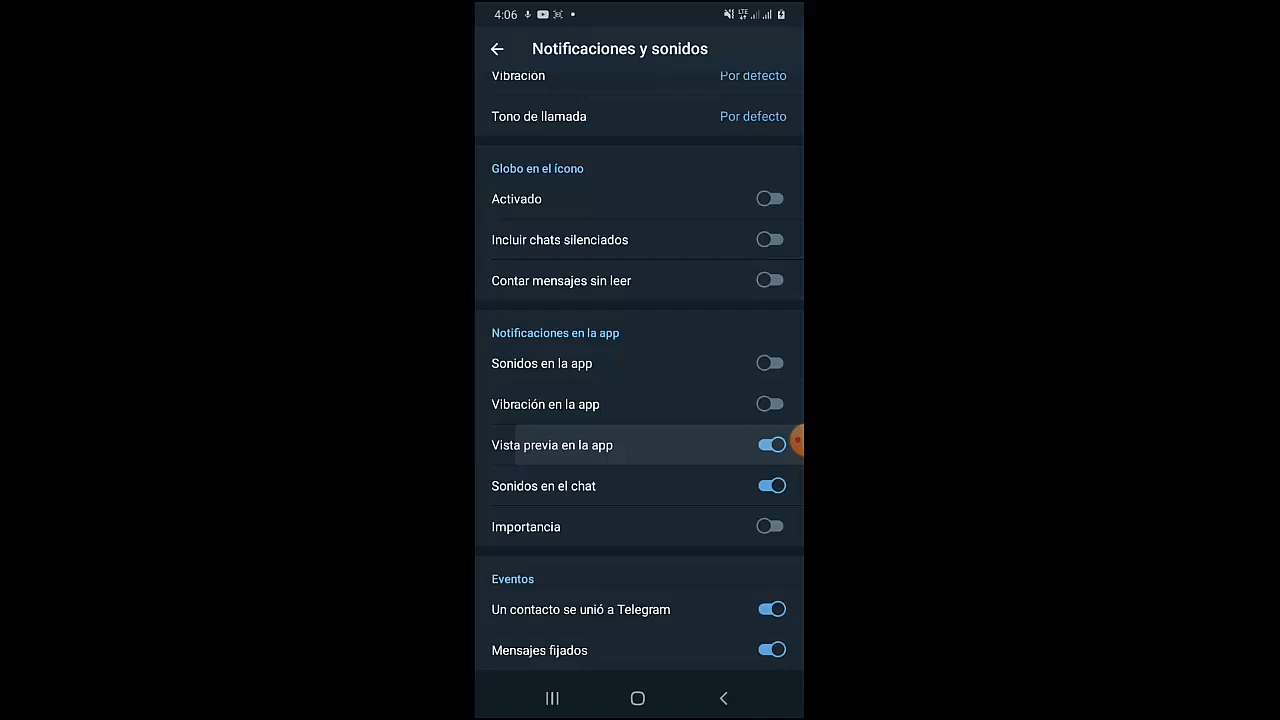 4:06 LTE
Notificaciones y sonidos
Vibración Por defecto
Tono de llamada Por defecto
Globo en el ícono
Activado
Incluir chats silenciados
Contar mensajes sin leer
Notificaciones en la app
Sonidos en la app
Vibración en la app
Vista previa en la app
Sonidos en el chat
Importancia
Eventos
Un contacto se unió a Telegram
Mensajes fijados